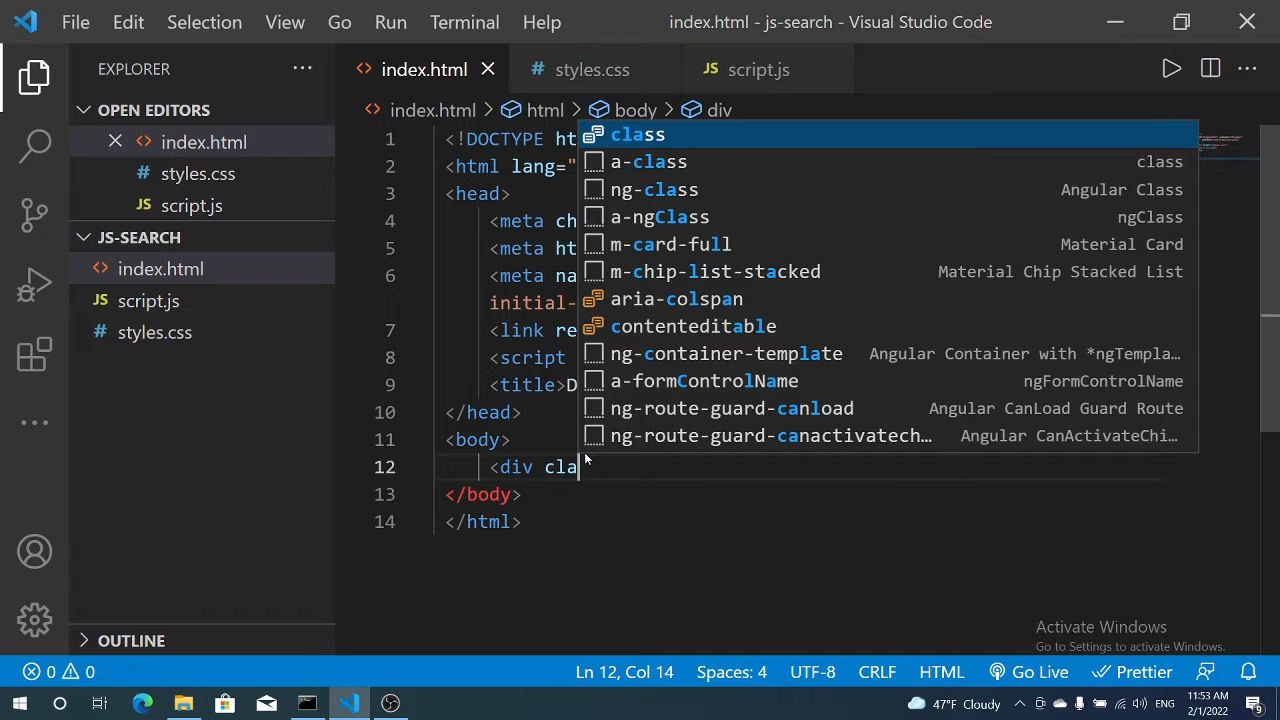 File Edit Selection View Go Run Terminal Help index.html - js-search - Visual Studio Code
EXPLORER
index.html styles.css JS script.js
OPEN EDITORS
index.html
styles.css
JS script.js
JS-SEARCH
index.html
JS script.js
styles.css
OUTLINE
index.html > html > body > div
1 <!DOCTYPE ht
2 <html lang="
3 <head>
4 <meta ch
5 <meta ht
6 <meta na
initial-
7 <link re
8 <script
9 <title>D
10 </head>
11 <body>
12 <div cla
13 </body>
14 </html>
class
a-class class
ng-class Angular Class
a-ngClass ngClass
m-card-full Material Card
m-chip-list-stacked Material Chip Stacked List
aria-colspan
contenteditable
ng-container-template Angular Container with *ngTempla…
a-formControlName ngFormControlName
ng-route-guard-canload Angular CanLoad Guard Route
ng-route-guard-canactivatech… Angular CanActivateChi…
Activate Windows
Go to Settings to activate Windows.
0 0 Ln 12, Col 14 Spaces: 4 UTF-8 CRLF HTML Go Live Prettier
47°F Cloudy ENG 11:53 AM
2/1/2022 9